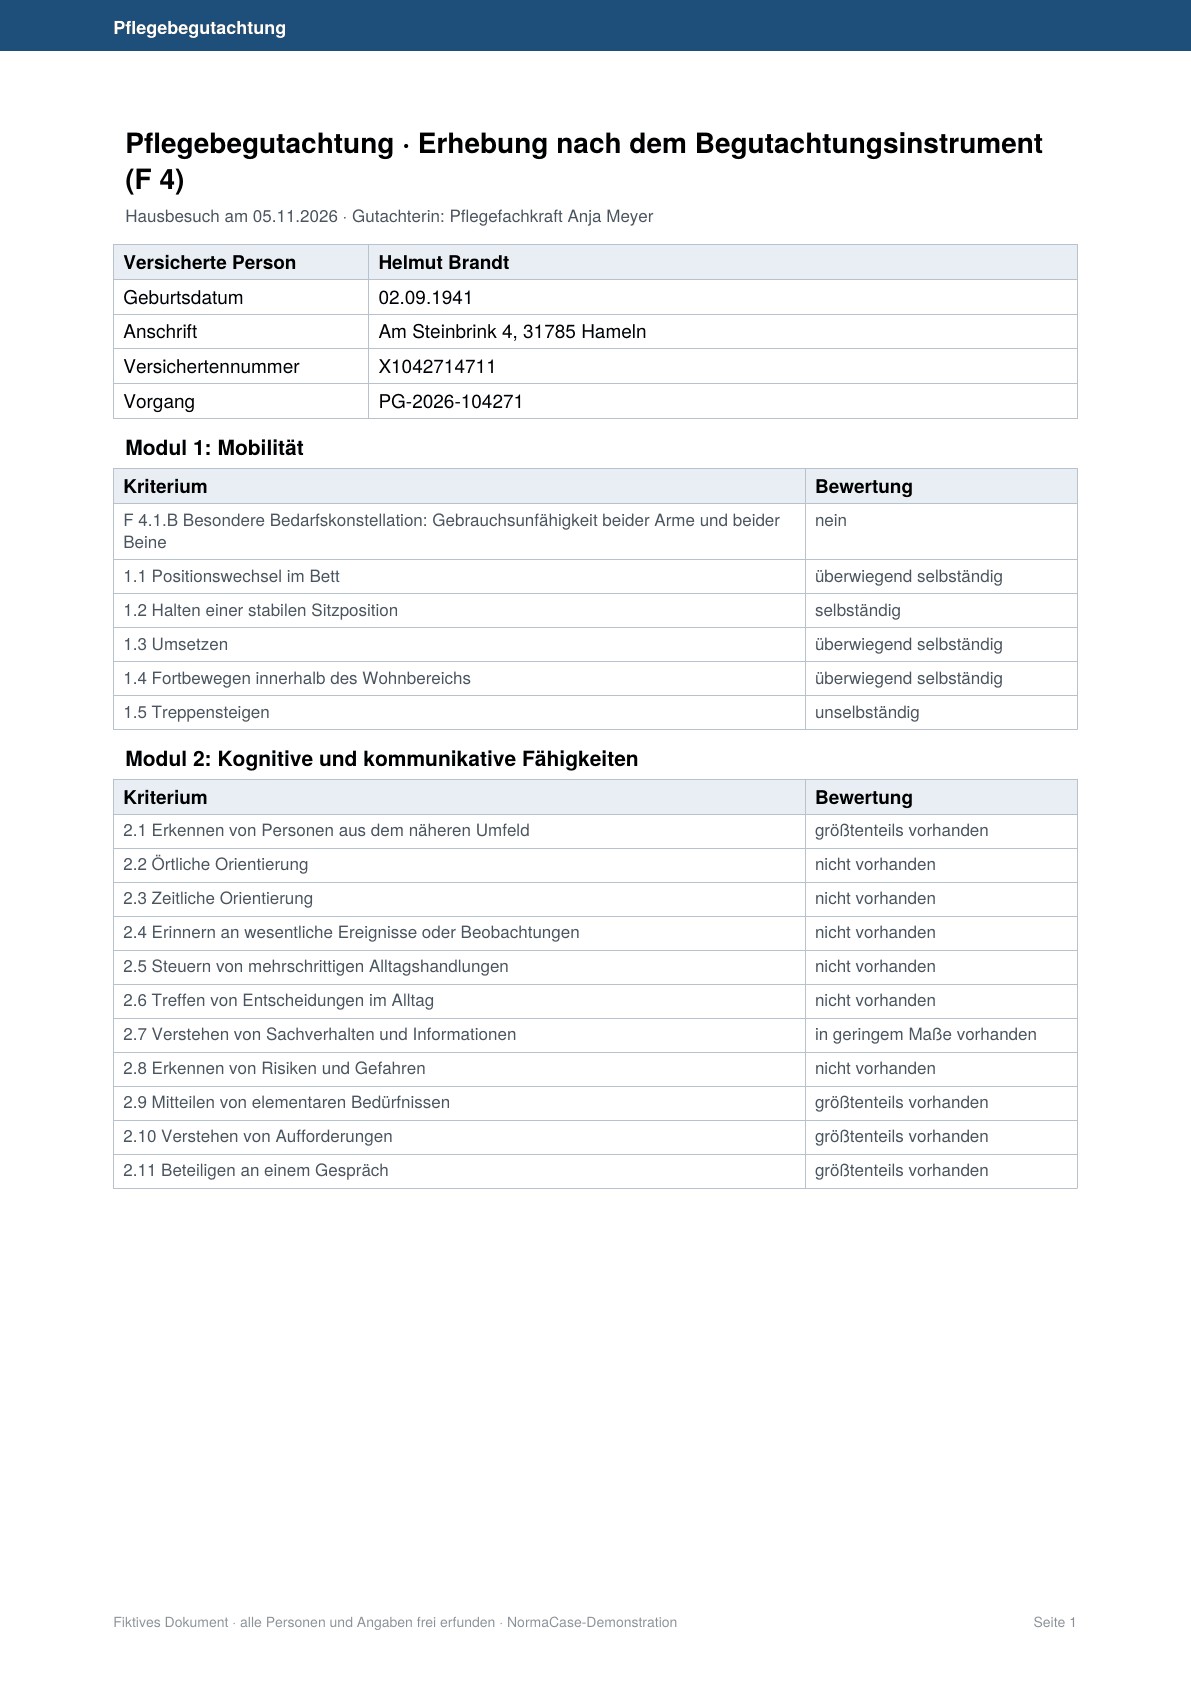 Pflegebegutachtung
Pflegebegutachtung · Erhebung nach dem Begutachtungsinstrument
(F 4)
Hausbesuch am 05.11.2026 · Gutachterin: Pflegefachkraft Anja Meyer
Versicherte Person Helmut Brandt
Geburtsdatum 02.09.1941
Anschrift Am Steinbrink 4, 31785 Hameln
Versichertennummer X1042714711
Vorgang PG-2026-104271
Modul 1: Mobilität
Kriterium Bewertung
F 4.1.B Besondere Bedarfskonstellation: Gebrauchsunfähigkeit beider Arme und beider nein
Beine
1.1 Positionswechsel im Bett überwiegend selbständig
1.2 Halten einer stabilen Sitzposition selbständig
1.3 Umsetzen überwiegend selbständig
1.4 Fortbewegen innerhalb des Wohnbereichs überwiegend selbständig
1.5 Treppensteigen unselbständig
Modul 2: Kognitive und kommunikative Fähigkeiten
Kriterium Bewertung
2.1 Erkennen von Personen aus dem näheren Umfeld größtenteils vorhanden
2.2 Örtliche Orientierung nicht vorhanden
2.3 Zeitliche Orientierung nicht vorhanden
2.4 Erinnern an wesentliche Ereignisse oder Beobachtungen nicht vorhanden
2.5 Steuern von mehrschrittigen Alltagshandlungen nicht vorhanden
2.6 Treffen von Entscheidungen im Alltag nicht vorhanden
2.7 Verstehen von Sachverhalten und Informationen in geringem Maße vorhanden
2.8 Erkennen von Risiken und Gefahren nicht vorhanden
2.9 Mitteilen von elementaren Bedürfnissen größtenteils vorhanden
2.10 Verstehen von Aufforderungen größtenteils vorhanden
2.11 Beteiligen an einem Gespräch größtenteils vorhanden
Fiktives Dokument · alle Personen und Angaben frei erfunden · NormaCase-Demonstration Seite 1